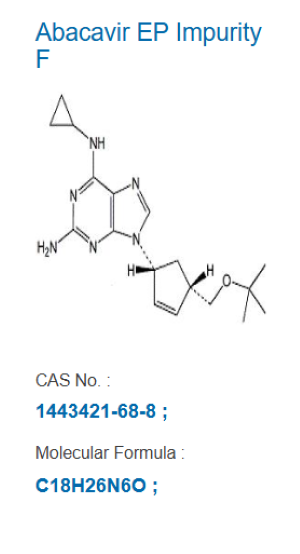 Abacavir EP Impurity
F
NH
N
N
N
N
H₂N
H
H
O
CAS No. :
1443421-68-8 ;
Molecular Formula :
C18H26N6O ;